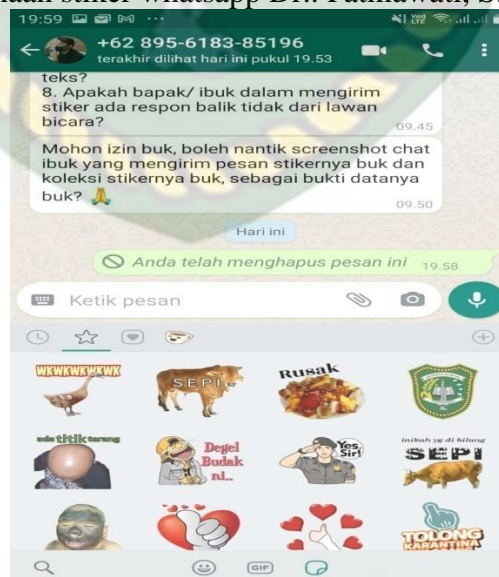 19:59
+62 895-6183-85196
terakhir dilihat hari ini pukul 19.53
teks?
8. Apakah bapak/ ibuk dalam mengirim
stiker ada respon balik tidak dari lawan
bicara?
09.45
Mohon izin buk, boleh nantik screenshot chat
ibuk yang mengirim pesan stikernya buk dan
koleksi stikernya buk, sebagai bukti datanya
buk? 🙏
09.50
Hari ini
Anda telah menghapus pesan ini 19.58
Ketik pesan
WKWKWKWKWK
SEPI
Rusak
ada titik terang
Degel
Budak
ni..
Yes,
Sir!
inikah yg di bilang
SEPI
TOLONG
KARANTINA
GIF